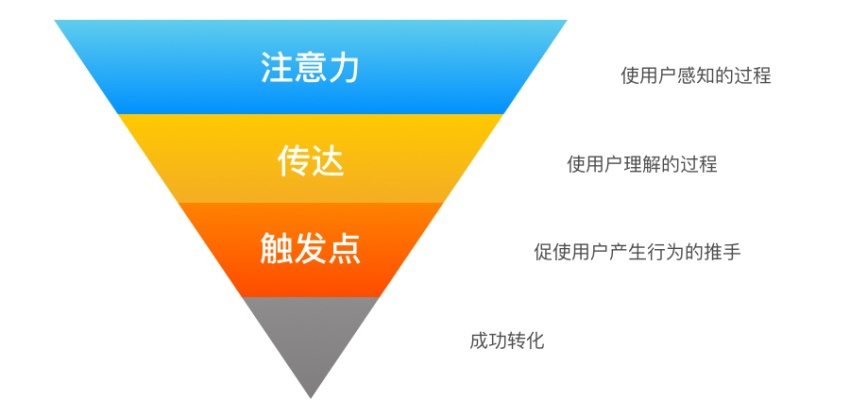 注意力
使用户感知的过程
传达
使用户理解的过程
触发点
促使用户产生行为的推手
成功转化